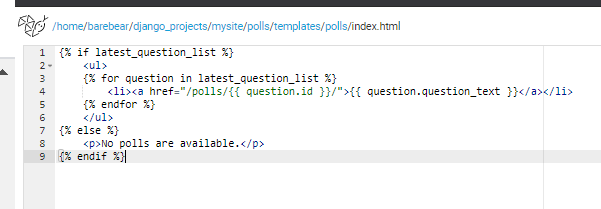 /home/barebear/django_projects/mysite/polls/templates/polls/index.html
1 {% if latest_question_list %}
2 <ul>
3 {% for question in latest_question_list %}
4 <li><a href="/polls/{{ question.id }}/">{{ question.question_text }}</a></li>
5 {% endfor %}
6 </ul>
7 {% else %}
8 <p>No polls are available.</p>
9 {% endif %}